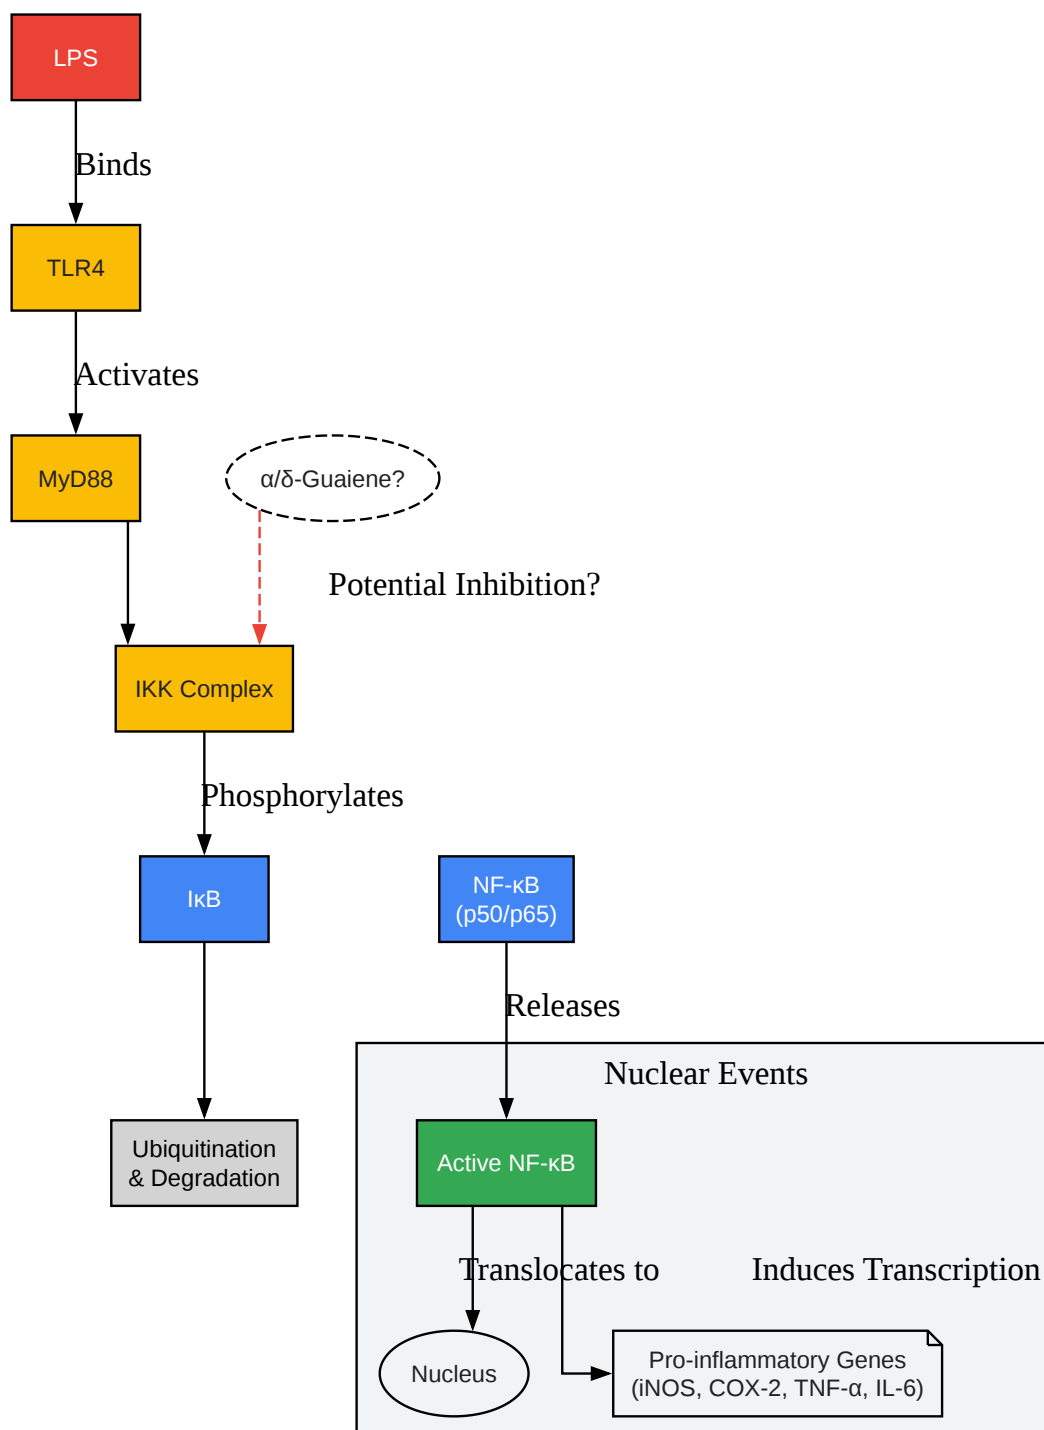 LPS
Binds
TLR4
Activates
MyD88
α/δ-Guaiene?
Potential Inhibition?
IKK Complex
Phosphorylates
IκB
NF-κB
(p50/p65)
Releases
Nuclear Events
Ubiquitination
& Degradation
Active NF-κB
Translocates to
Induces Transcription
Nucleus
Pro-inflammatory Genes
(iNOS, COX-2, TNF-α, IL-6)